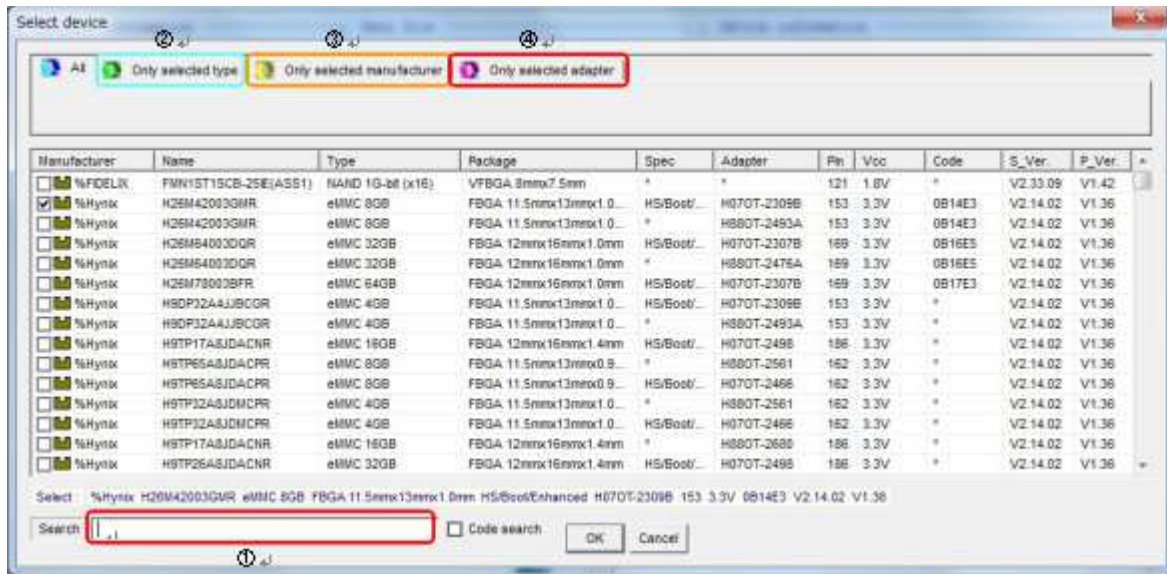 Select device
② ③ ④
All Only selected type Only selected manufacturer Only selected adapter
Manufacturer Name Type Package Spec Adapter Pin Vcc Code S_Ver. P_Ver.
%FIDELIX FMN1ST1SCB-25IE(ASS1) NAND 1G-bit (x16) VFBGA 8mmx7.5mm * * 121 1.8V * V2.33.09 V1.42
%Hynix H26M42003GMR eMMC 8GB FBGA 11.5mmx13mmx1.0... HS/Boot/... H07OT-2309B 153 3.3V 0B14E3 V2.14.02 V1.36
%Hynix H26M42003GMR eMMC 8GB FBGA 11.5mmx13mmx1.0... * H88OT-2493A 153 3.3V 0B14E3 V2.14.02 V1.36
%Hynix H26M64003DQR eMMC 32GB FBGA 12mmx16mmx1.0mm HS/Boot/... H07OT-2307B 169 3.3V 0B16E5 V2.14.02 V1.36
%Hynix H26M64003DQR eMMC 32GB FBGA 12mmx16mmx1.0mm * H88OT-2476A 169 3.3V 0B16E5 V2.14.02 V1.36
%Hynix H26M78003BFR eMMC 64GB FBGA 12mmx16mmx1.0mm HS/Boot/... H07OT-2307B 169 3.3V 0B17E3 V2.14.02 V1.36
%Hynix H9DP32A4JJBCGR eMMC 4GB FBGA 11.5mmx13mmx1.0... HS/Boot/... H07OT-2309B 153 3.3V * V2.14.02 V1.36
%Hynix H9DP32A4JJBCGR eMMC 4GB FBGA 11.5mmx13mmx1.0... * H88OT-2493A 153 3.3V * V2.14.02 V1.36
%Hynix H9TP17A8JDACNR eMMC 16GB FBGA 12mmx16mmx1.4mm HS/Boot/... H07OT-2498 186 3.3V * V2.14.02 V1.36
%Hynix H9TP65A8JDACPR eMMC 8GB FBGA 11.5mmx13mmx0.9... * H88OT-2561 162 3.3V * V2.14.02 V1.36
%Hynix H9TP65A8JDACPR eMMC 8GB FBGA 11.5mmx13mmx0.9... HS/Boot/... H07OT-2466 162 3.3V * V2.14.02 V1.36
%Hynix H9TP32A8JDMCPR eMMC 4GB FBGA 11.5mmx13mmx1.0... * H88OT-2561 162 3.3V * V2.14.02 V1.36
%Hynix H9TP32A8JDMCPR eMMC 4GB FBGA 11.5mmx13mmx1.0... HS/Boot/... H07OT-2466 162 3.3V * V2.14.02 V1.36
%Hynix H9TP17A8JDACNR eMMC 16GB FBGA 12mmx16mmx1.4mm * H88OT-2680 186 3.3V * V2.14.02 V1.36
%Hynix H9TP26A8JDACNR eMMC 32GB FBGA 12mmx16mmx1.4mm HS/Boot/... H07OT-2498 186 3.3V * V2.14.02 V1.36
Select %Hynix H26M42003GMR eMMC 8GB FBGA 11.5mmx13mmx1.0mm HS/Boot/Enhanced H07OT-2309B 153 3.3V 0B14E3 V2.14.02 V1.36
Search Code search OK Cancel
①